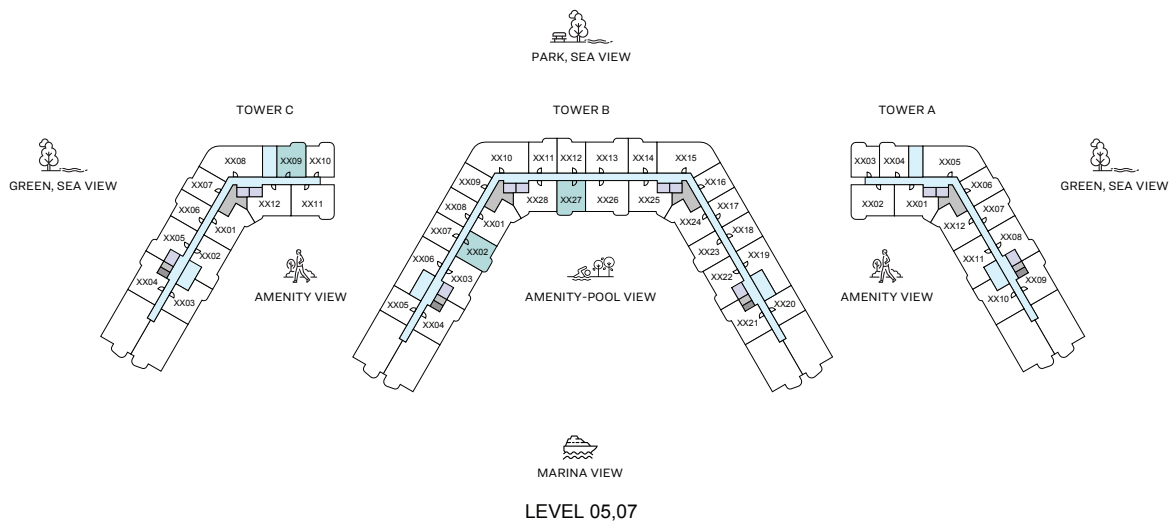 PARK, SEA VIEW
TOWER C
TOWER B
TOWER A
GREEN, SEA VIEW
GREEN, SEA VIEW
XX08
XX09
XX10
XX07
XX06
XX05
XX04
XX12
XX11
XX01
XX02
XX03
XX10
XX11
XX12
XX13
XX14
XX15
XX09
XX08
XX07
XX06
XX05
XX28
XX27
XX26
XX25
XX01
XX02
XX03
XX04
XX16
XX17
XX18
XX19
XX20
XX24
XX23
XX22
XX21
XX03
XX04
XX05
XX02
XX01
XX06
XX07
XX08
XX09
XX12
XX11
XX10
AMENITY VIEW
AMENITY-POOL VIEW
AMENITY VIEW
MARINA VIEW
LEVEL 05,07